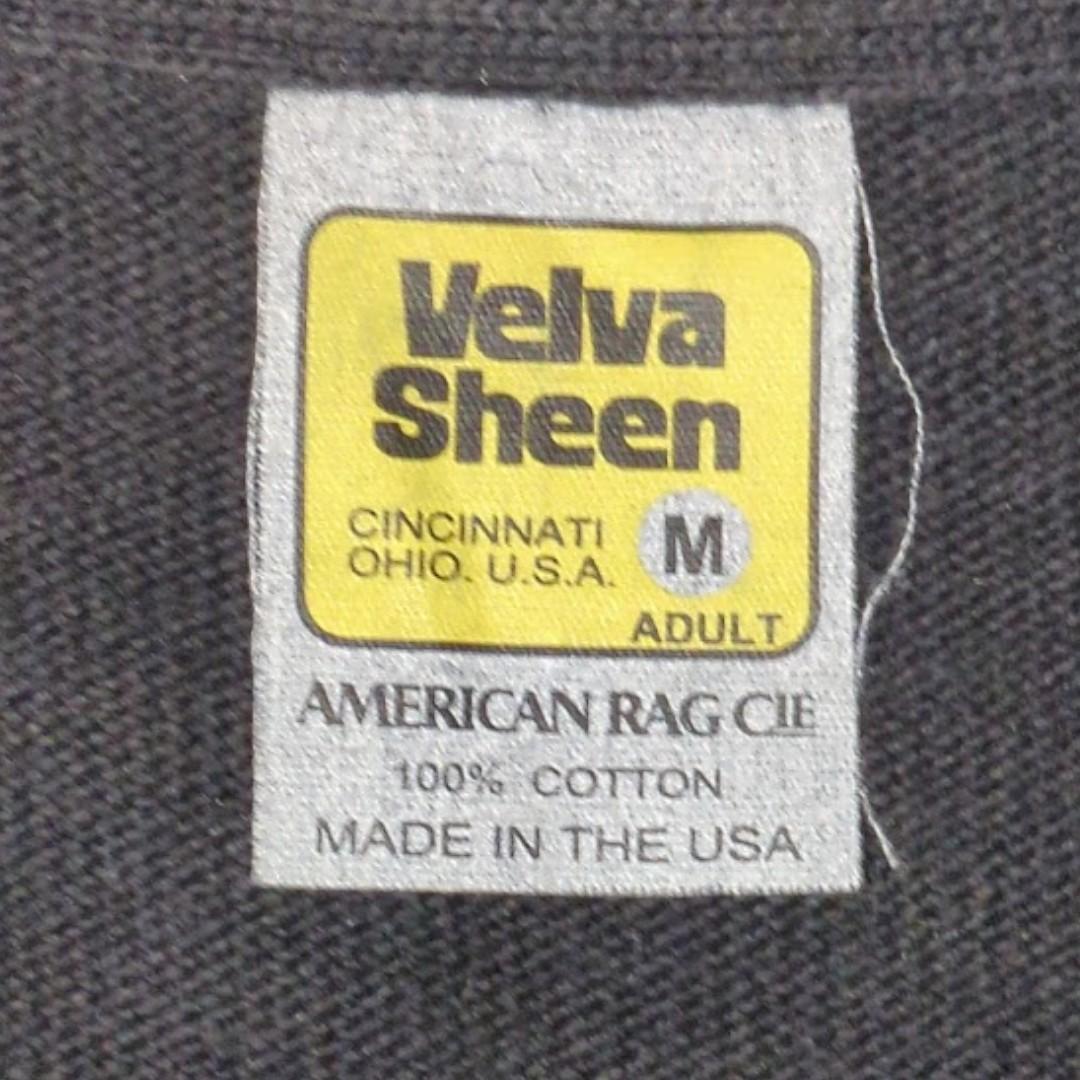 Velva
Sheen
CINCINNATI
OHIO. U.S.A.
M
ADULT
AMERICAN RAG CIE
100% COTTON
MADE IN THE USA